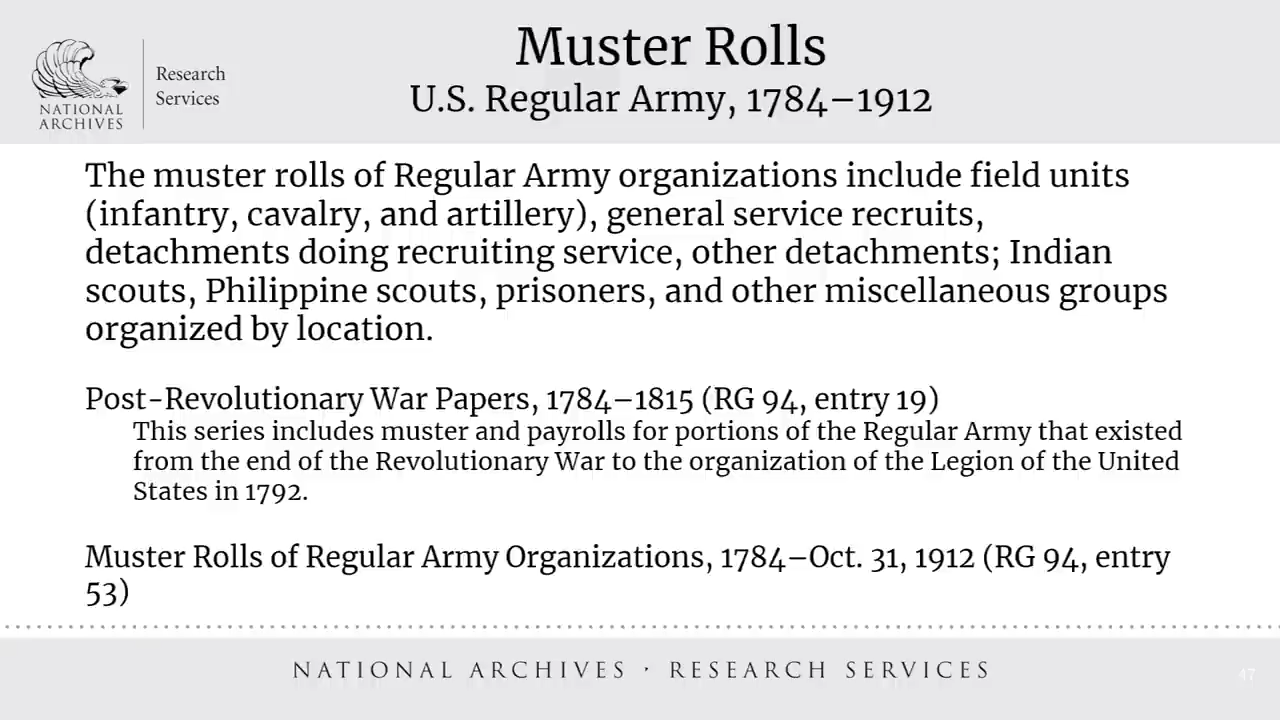 Muster Rolls
U.S. Regular Army, 1784–1912
NATIONAL
ARCHIVES
Research
Services
The muster rolls of Regular Army organizations include field units
(infantry, cavalry, and artillery), general service recruits,
detachments doing recruiting service, other detachments; Indian
scouts, Philippine scouts, prisoners, and other miscellaneous groups
organized by location.
Post-Revolutionary War Papers, 1784–1815 (RG 94, entry 19)
This series includes muster and payrolls for portions of the Regular Army that existed
from the end of the Revolutionary War to the organization of the Legion of the United
States in 1792.
Muster Rolls of Regular Army Organizations, 1784–Oct. 31, 1912 (RG 94, entry
53)
NATIONAL ARCHIVES · RESEARCH SERVICES
47